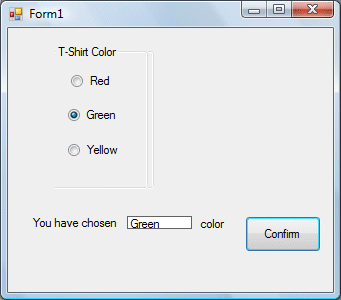 Form1
T-Shirt Color
Red
Green
Yellow
You have chosen Green color
Confirm